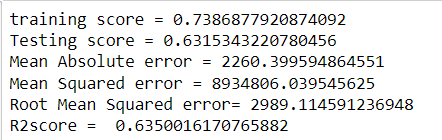 training score = 0.7386877920874092
Testing score = 0.6315343220780456
Mean Absolute error = 2260.399594864551
Mean Squared error = 8934806.039545625
Root Mean Squared error= 2989.114591236948
R2score =  0.6350016170765882